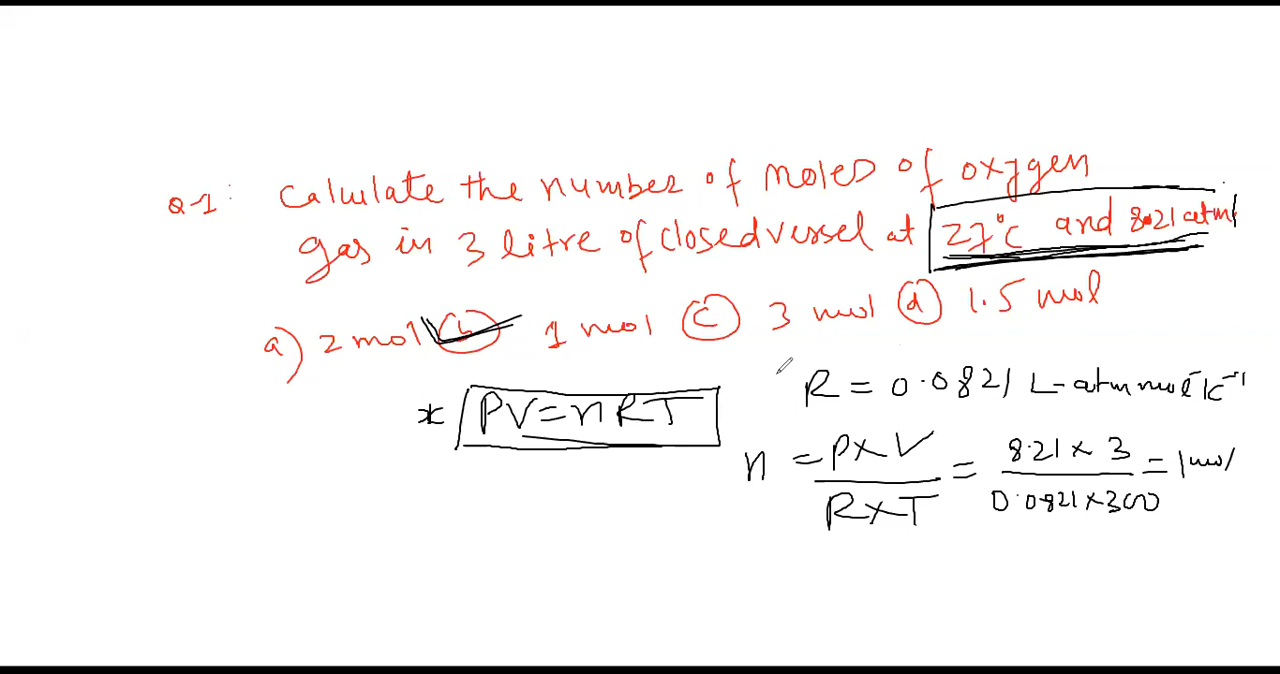 Q-1: Calculate the number of moles of oxygen
gas in 3 litre of closed vessel at 27°C and 8.21 atm
a) 2 mol (b) 1 mol (c) 3 mol (d) 1.5 mol
R = 0.0821 L-atm mol⁻¹K⁻¹
* PV=nRT
n = P×V / R×T = 8.21 × 3 / 0.0821×300 = 1 mol